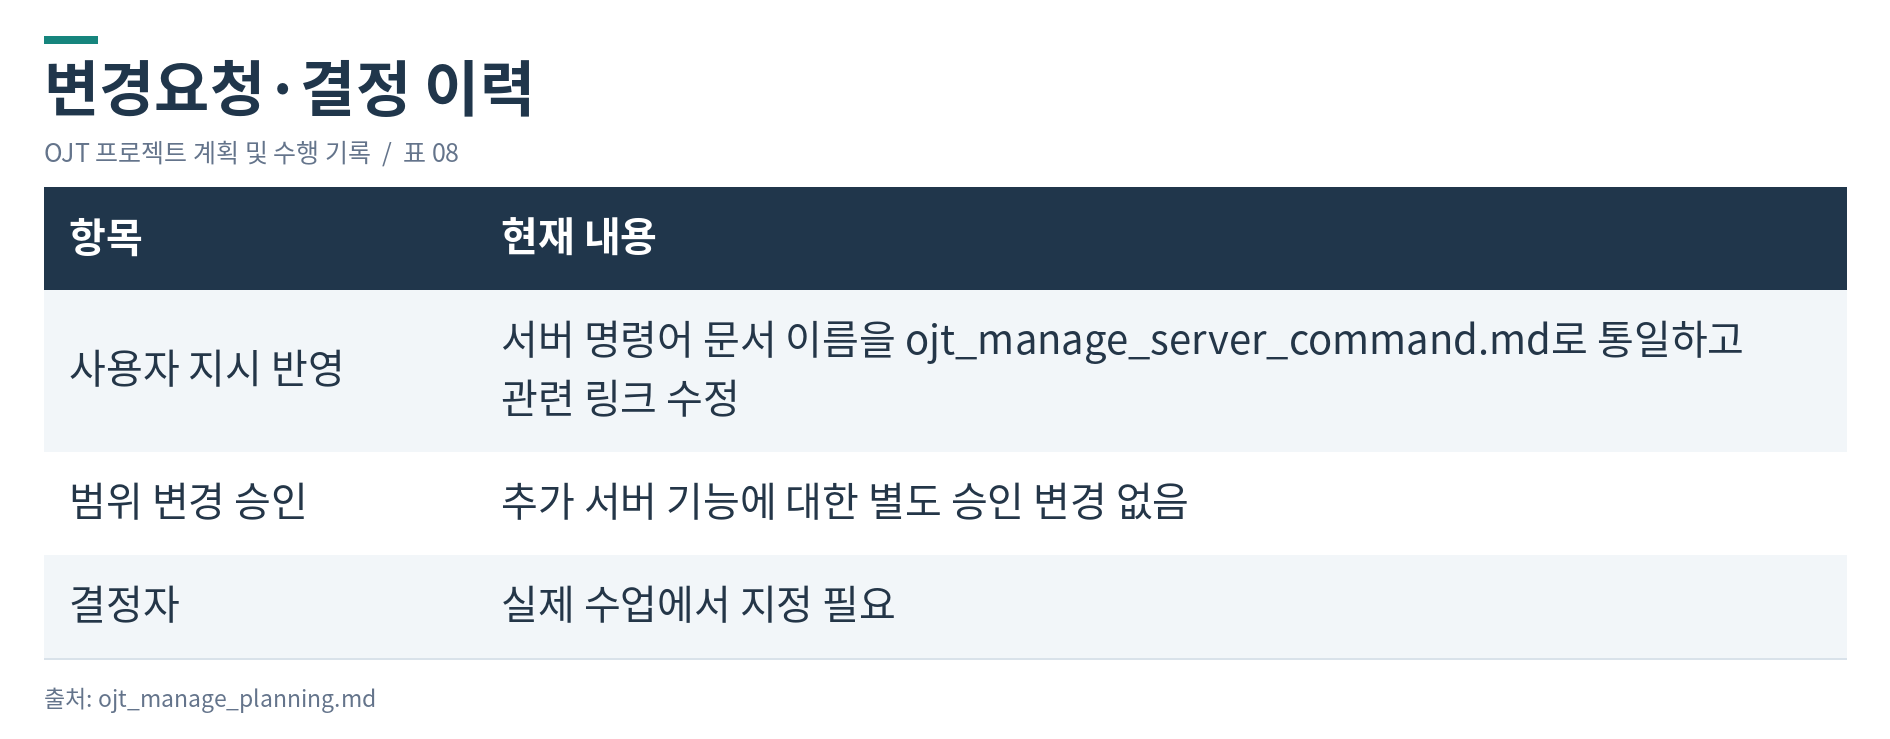 변경요청·결정 이력
OJT 프로젝트 계획 및 수행 기록 / 표 08
항목 현재 내용
사용자 지시 반영 서버 명령어 문서 이름을 ojt_manage_server_command.md로 통일하고
관련 링크 수정
범위 변경 승인 추가 서버 기능에 대한 별도 승인 변경 없음
결정자 실제 수업에서 지정 필요
출처: ojt_manage_planning.md